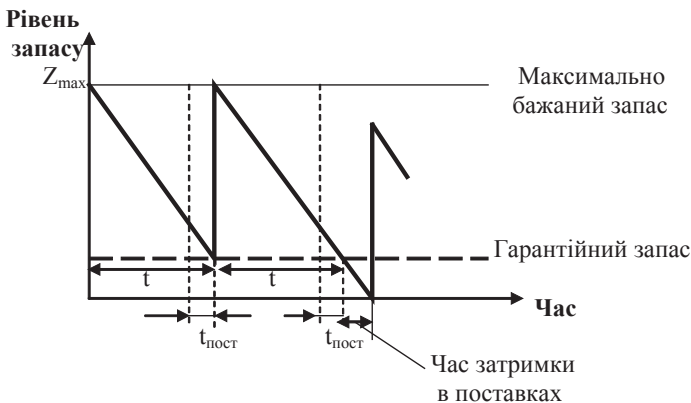 Рівень
запасу
Zmax
Максимально
бажаний запас
Гарантійний запас
t
t
Час
tпост
tпост
Час затримки
в поставках